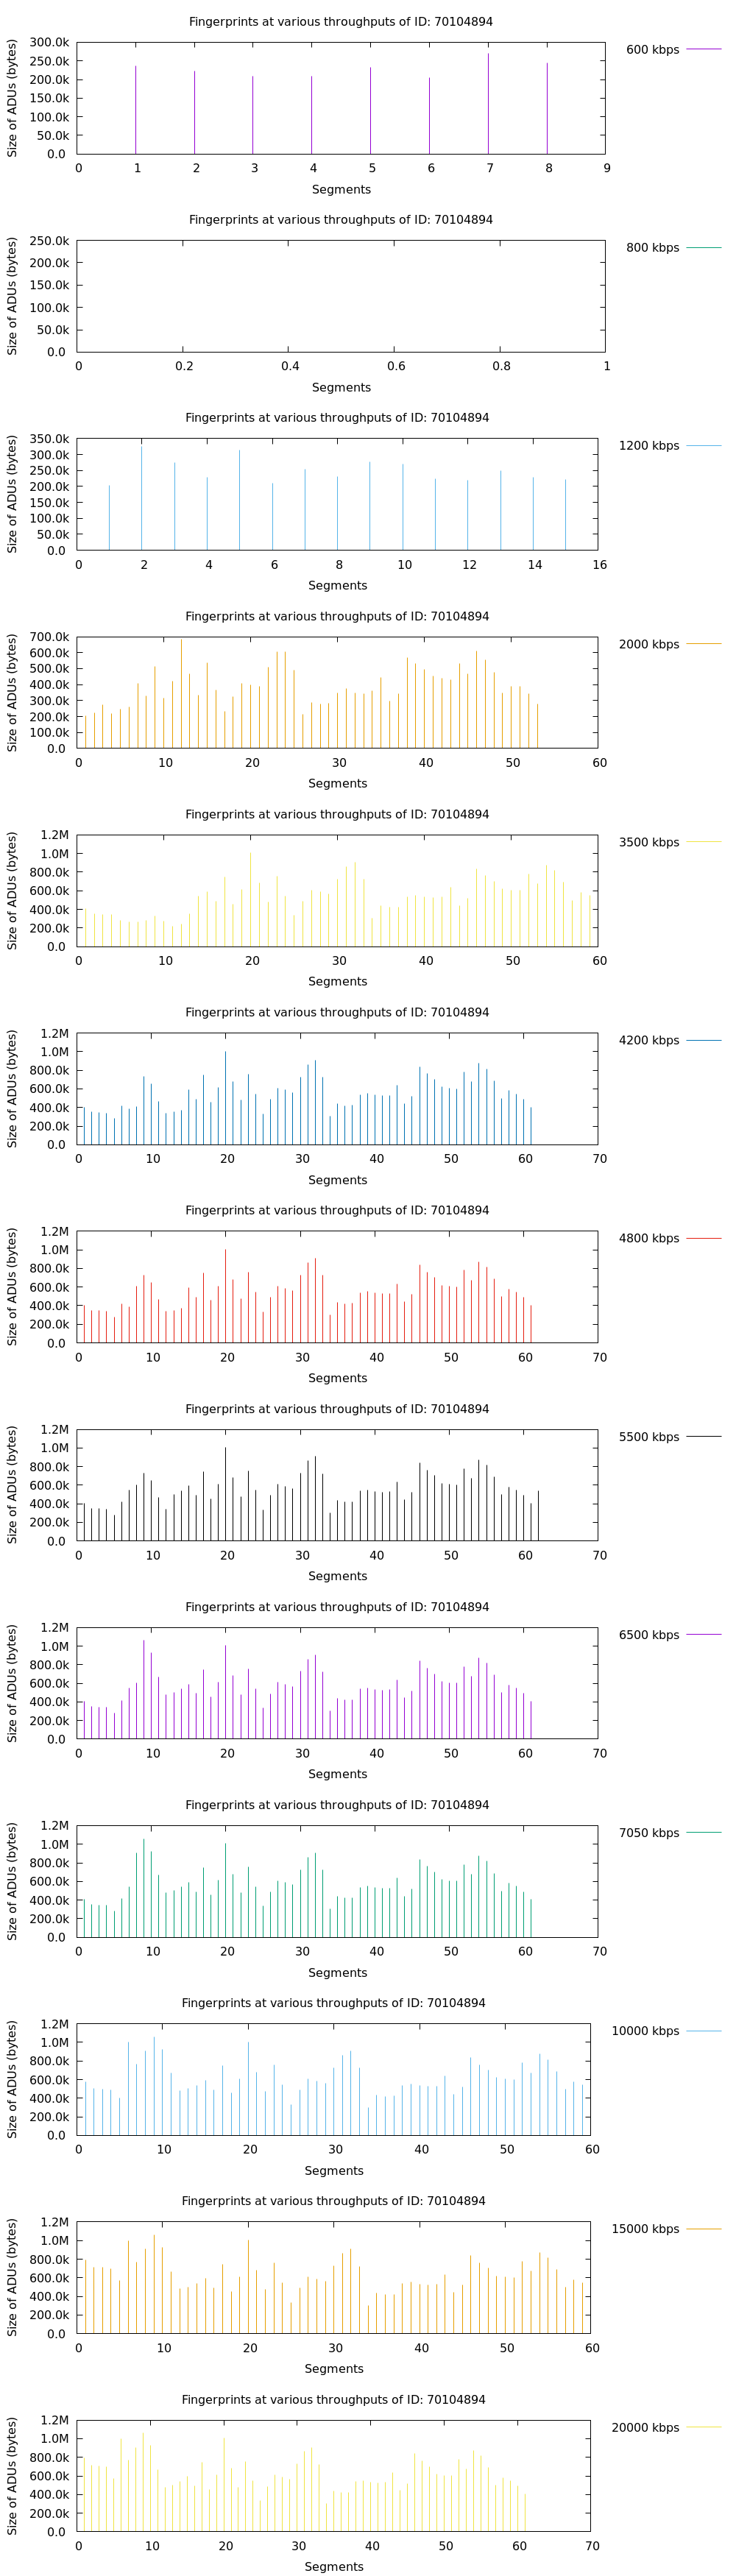 Fingerprints at various throughputs of ID: 70104894
600 kbps
Size of ADUs (bytes)
300.0k
250.0k
200.0k
150.0k
100.0k
50.0k
0.0
0 1 2 3 4 5 6 7 8 9
Segments
Fingerprints at various throughputs of ID: 70104894
800 kbps
Size of ADUs (bytes)
250.0k
200.0k
150.0k
100.0k
50.0k
0.0
0 0.2 0.4 0.6 0.8 1
Segments
Fingerprints at various throughputs of ID: 70104894
1200 kbps
Size of ADUs (bytes)
350.0k
300.0k
250.0k
200.0k
150.0k
100.0k
50.0k
0.0
0 2 4 6 8 10 12 14 16
Segments
Fingerprints at various throughputs of ID: 70104894
2000 kbps
Size of ADUs (bytes)
700.0k
600.0k
500.0k
400.0k
300.0k
200.0k
100.0k
0.0
0 10 20 30 40 50 60
Segments
Fingerprints at various throughputs of ID: 70104894
3500 kbps
Size of ADUs (bytes)
1.2M
1.0M
800.0k
600.0k
400.0k
200.0k
0.0
0 10 20 30 40 50 60
Segments
Fingerprints at various throughputs of ID: 70104894
4200 kbps
Size of ADUs (bytes)
1.2M
1.0M
800.0k
600.0k
400.0k
200.0k
0.0
0 10 20 30 40 50 60 70
Segments
Fingerprints at various throughputs of ID: 70104894
4800 kbps
Size of ADUs (bytes)
1.2M
1.0M
800.0k
600.0k
400.0k
200.0k
0.0
0 10 20 30 40 50 60 70
Segments
Fingerprints at various throughputs of ID: 70104894
5500 kbps
Size of ADUs (bytes)
1.2M
1.0M
800.0k
600.0k
400.0k
200.0k
0.0
0 10 20 30 40 50 60 70
Segments
Fingerprints at various throughputs of ID: 70104894
6500 kbps
Size of ADUs (bytes)
1.2M
1.0M
800.0k
600.0k
400.0k
200.0k
0.0
0 10 20 30 40 50 60 70
Segments
Fingerprints at various throughputs of ID: 70104894
7050 kbps
Size of ADUs (bytes)
1.2M
1.0M
800.0k
600.0k
400.0k
200.0k
0.0
0 10 20 30 40 50 60 70
Segments
Fingerprints at various throughputs of ID: 70104894
10000 kbps
Size of ADUs (bytes)
1.2M
1.0M
800.0k
600.0k
400.0k
200.0k
0.0
0 10 20 30 40 50 60
Segments
Fingerprints at various throughputs of ID: 70104894
15000 kbps
Size of ADUs (bytes)
1.2M
1.0M
800.0k
600.0k
400.0k
200.0k
0.0
0 10 20 30 40 50 60
Segments
Fingerprints at various throughputs of ID: 70104894
20000 kbps
Size of ADUs (bytes)
1.2M
1.0M
800.0k
600.0k
400.0k
200.0k
0.0
0 10 20 30 40 50 60 70
Segments